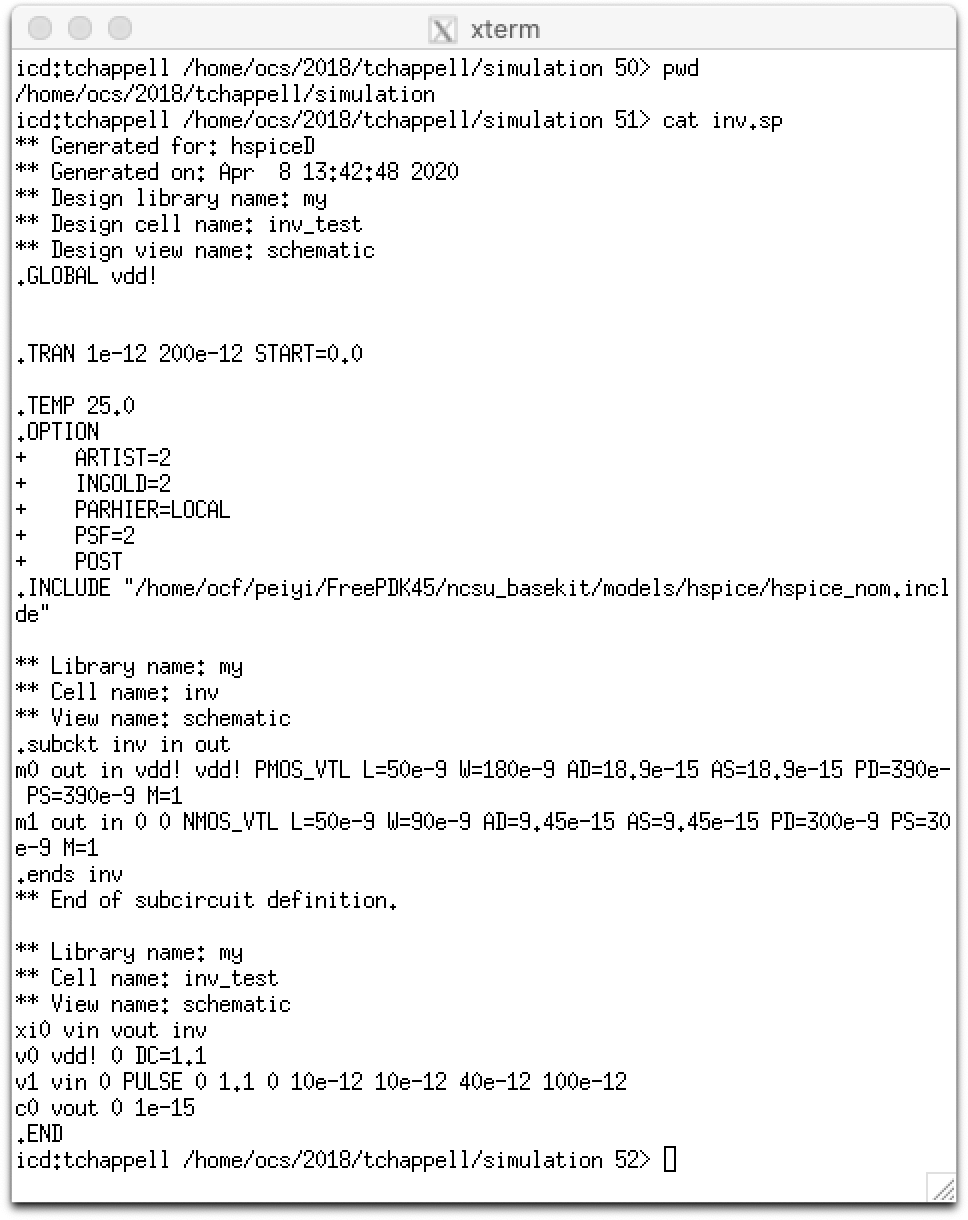 xterm
icd:tchappell /home/ocs/2018/tchappell/simulation 50> pwd
/home/ocs/2018/tchappell/simulation
icd:tchappell /home/ocs/2018/tchappell/simulation 51> cat inv.sp
** Generated for: hspiceD
** Generated on: Apr  8 13:42:48 2020
** Design library name: my
** Design cell name: inv_test
** Design view name: schematic
.GLOBAL vdd!
.TRAN 1e-12 200e-12 START=0.0
.TEMP 25.0
.OPTION
+    ARTIST=2
+    INGOLD=2
+    PARHIER=LOCAL
+    PSF=2
+    POST
.INCLUDE "/home/ocf/peiyi/FreePDK45/ncsu_basekit/models/hspice/hspice_nom.incl
de"
** Library name: my
** Cell name: inv
** View name: schematic
.subckt inv in out
m0 out in vdd! vdd! PMOS_VTL L=50e-9 W=180e-9 AD=18.9e-15 AS=18.9e-15 PD=390e-
 PS=390e-9 M=1
m1 out in 0 0 NMOS_VTL L=50e-9 W=90e-9 AD=9.45e-15 AS=9.45e-15 PD=300e-9 PS=30
e-9 M=1
.ends inv
** End of subcircuit definition.
** Library name: my
** Cell name: inv_test
** View name: schematic
xi0 vin vout inv
v0 vdd! 0 DC=1.1
v1 vin 0 PULSE 0 1.1 0 10e-12 10e-12 40e-12 100e-12
c0 vout 0 1e-15
.END
icd:tchappell /home/ocs/2018/tchappell/simulation 52>